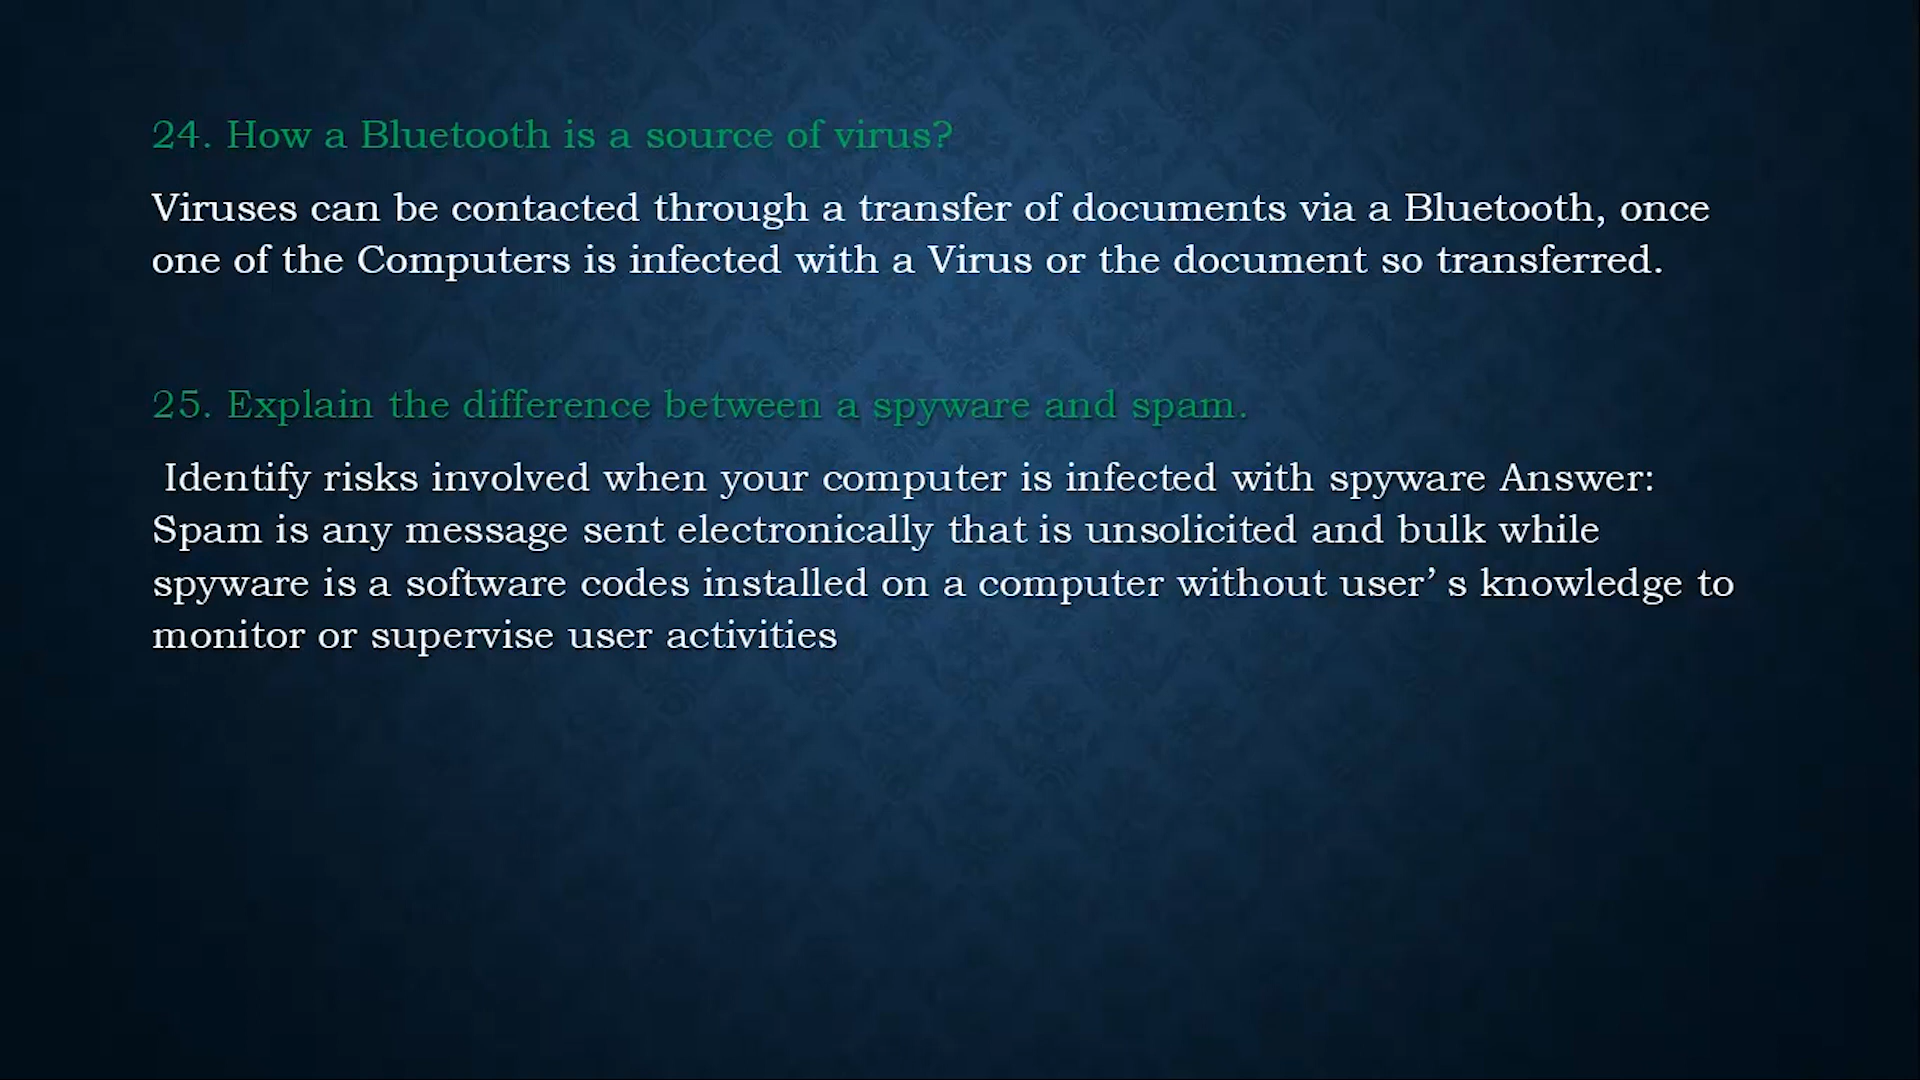 24. How a Bluetooth is a source of virus?
Viruses can be contacted through a transfer of documents via a Bluetooth, once
one of the Computers is infected with a Virus or the document so transferred.
25. Explain the difference between a spyware and spam.
Identify risks involved when your computer is infected with spyware Answer:
Spam is any message sent electronically that is unsolicited and bulk while
spyware is a software codes installed on a computer without user’ s knowledge to
monitor or supervise user activities